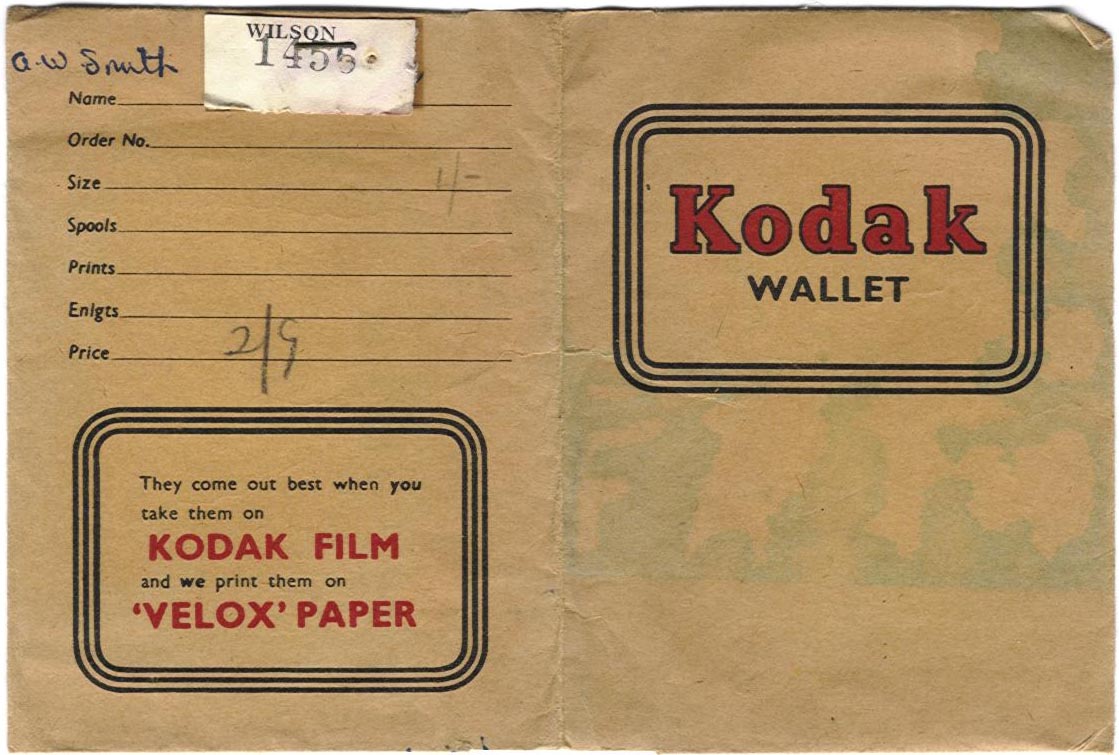 WILSON
1455
A.W Smith
Name
Order No.
Size 1/-
Spools
Prints
Enlgts
Price 2/9
They come out best when you
take them on
KODAK FILM
and we print them on
‘VELOX’ PAPER
Kodak
WALLET